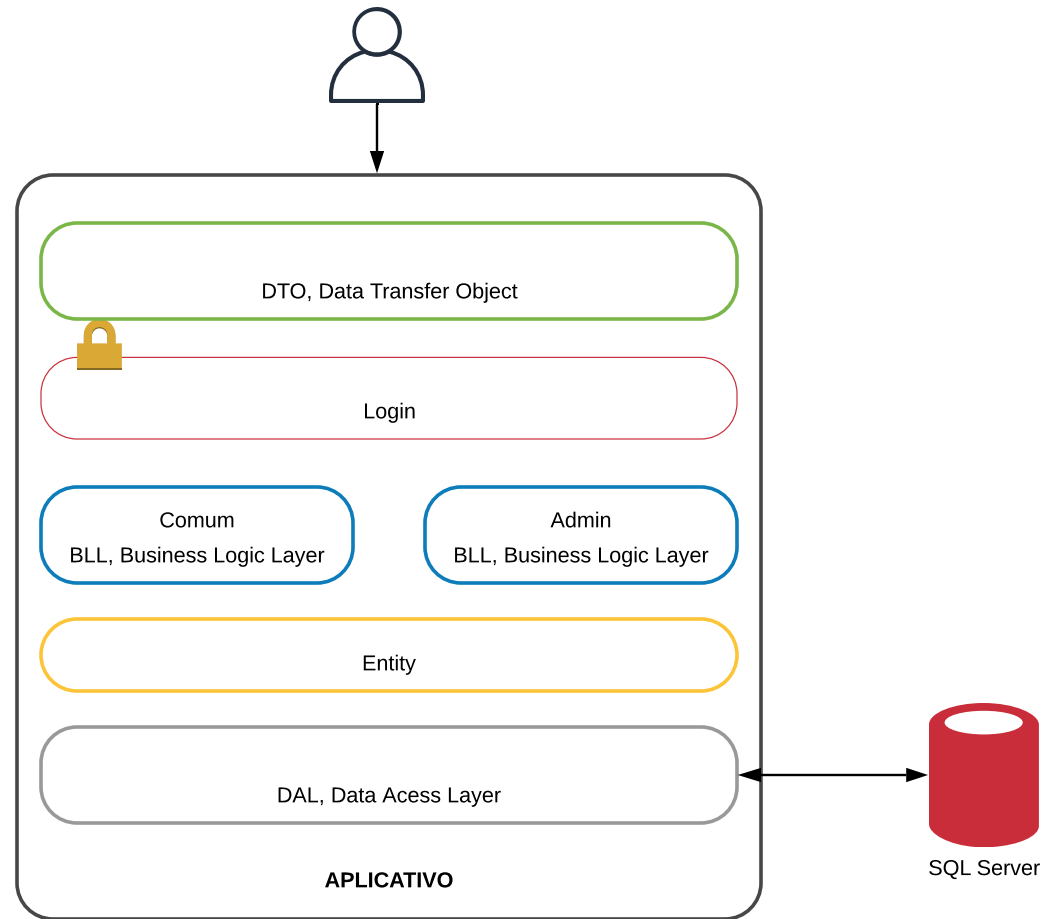 DTO, Data Transfer Object
Login
Comum
BLL, Business Logic Layer
Admin
BLL, Business Logic Layer
Entity
DAL, Data Acess Layer
APLICATIVO
SQL Server